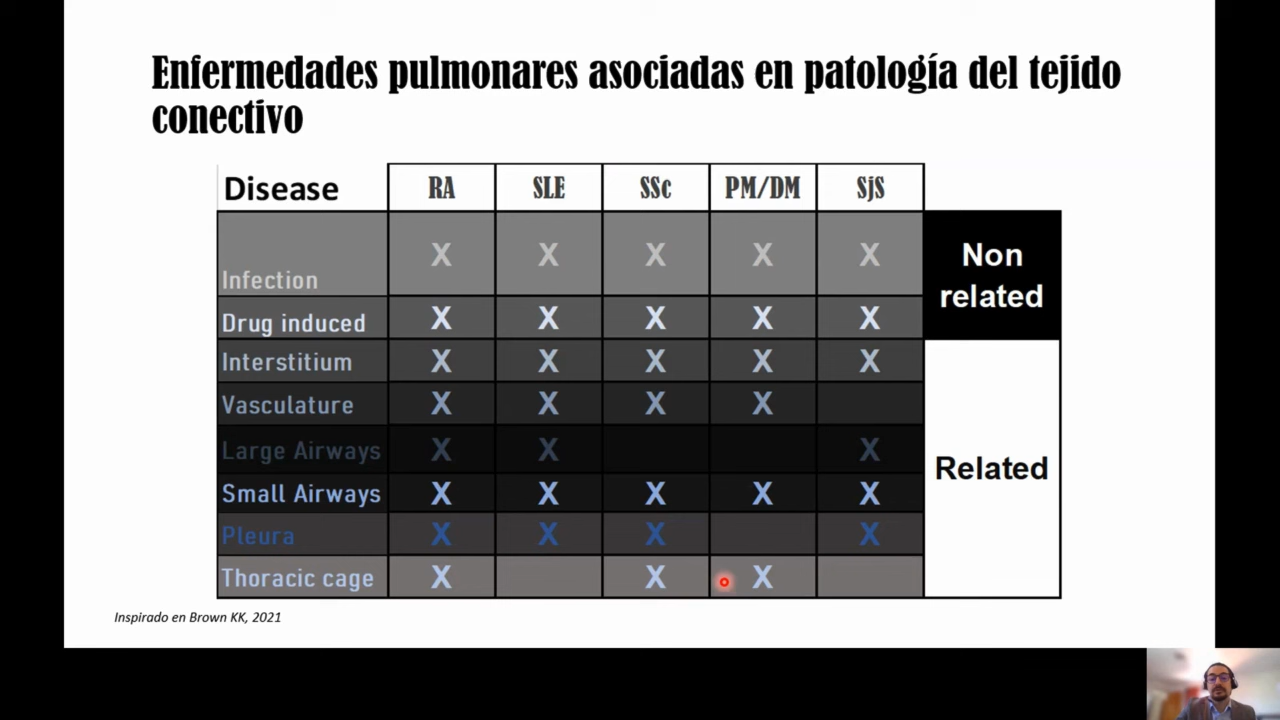 Enfermedades pulmonares asociadas en patología del tejido
conectivo
Disease RA SLE SSc PM/DM SjS
Infection X X X X X
Non
related
Drug induced X X X X X
Interstitium X X X X X
Vasculature X X X X
Large Airways X X X
Related
Small Airways X X X X X
Pleura X X X X
Thoracic cage X X X
Inspirado en Brown KK, 2021